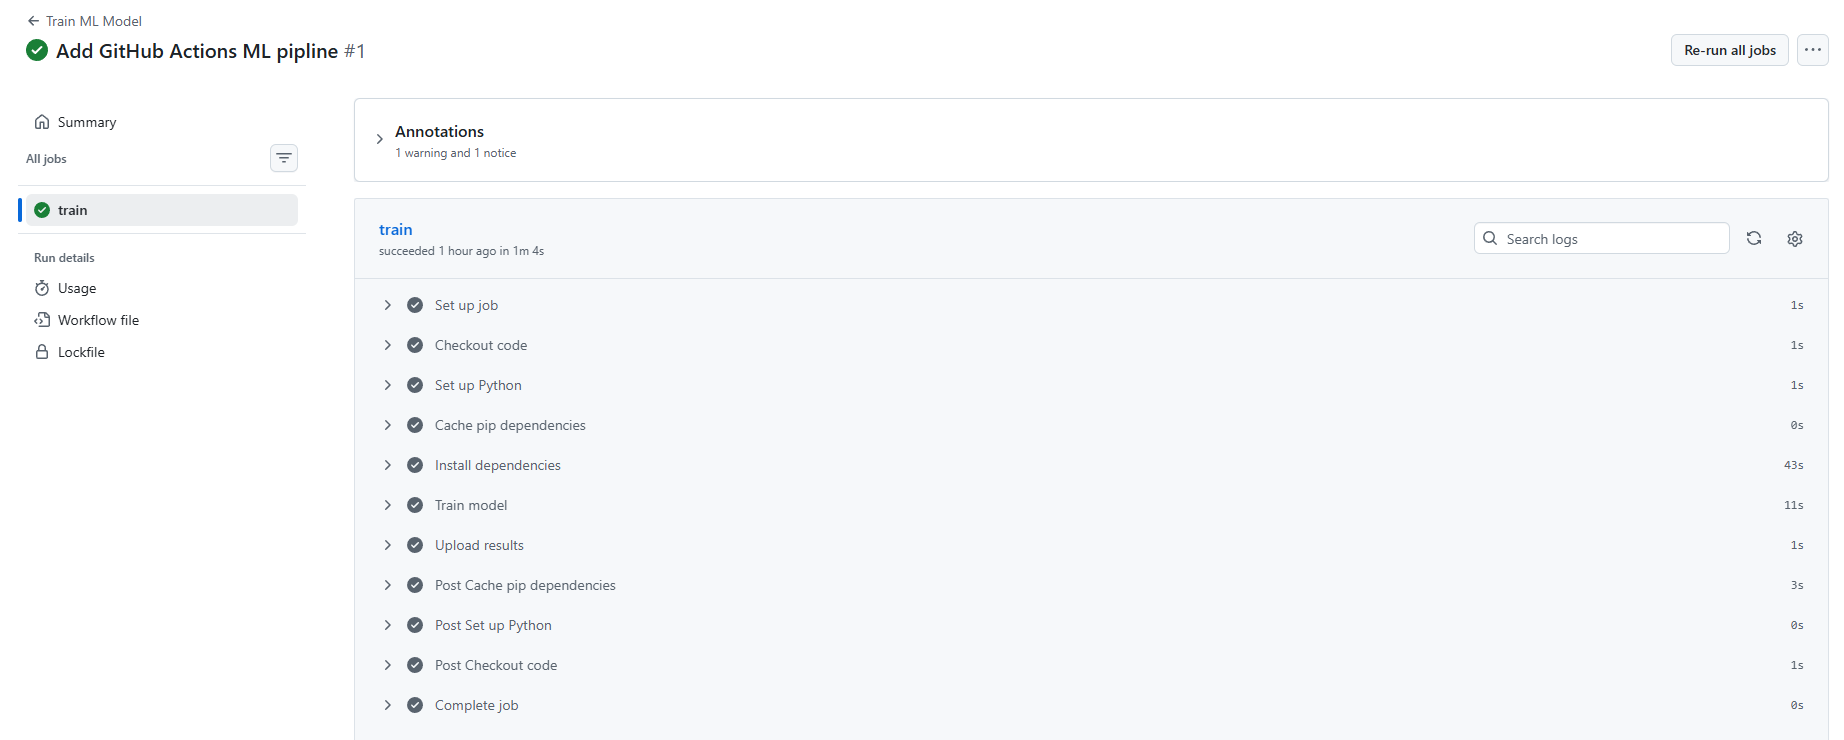 Train ML Model
Add GitHub Actions ML pipline #1
Re-run all jobs
Summary
All jobs
train
Run details
Usage
Workflow file
Lockfile
Annotations
1 warning and 1 notice
train
succeeded 1 hour ago in 1m 4s
Search logs
Set up job 1s
Checkout code 1s
Set up Python 1s
Cache pip dependencies 0s
Install dependencies 43s
Train model 11s
Upload results 1s
Post Cache pip dependencies 3s
Post Set up Python 0s
Post Checkout code 1s
Complete job 0s